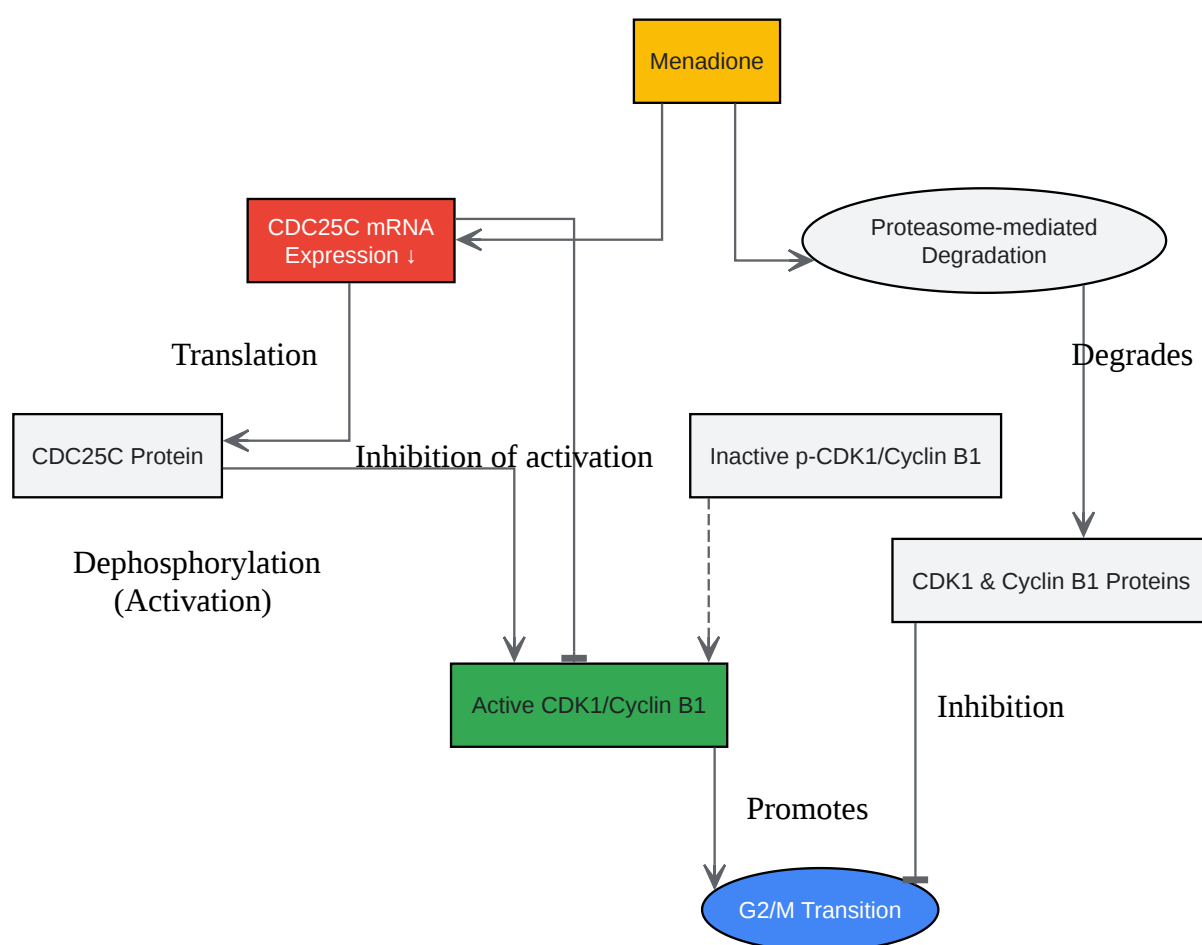 Menadione
CDC25C mRNA
Expression ↓
Proteasome-mediated
Degradation
Translation
Degrades
CDC25C Protein
Inhibition of activation
Inactive p-CDK1/Cyclin B1
Dephosphorylation
(Activation)
CDK1 & Cyclin B1 Proteins
Active CDK1/Cyclin B1
Inhibition
Promotes
G2/M Transition